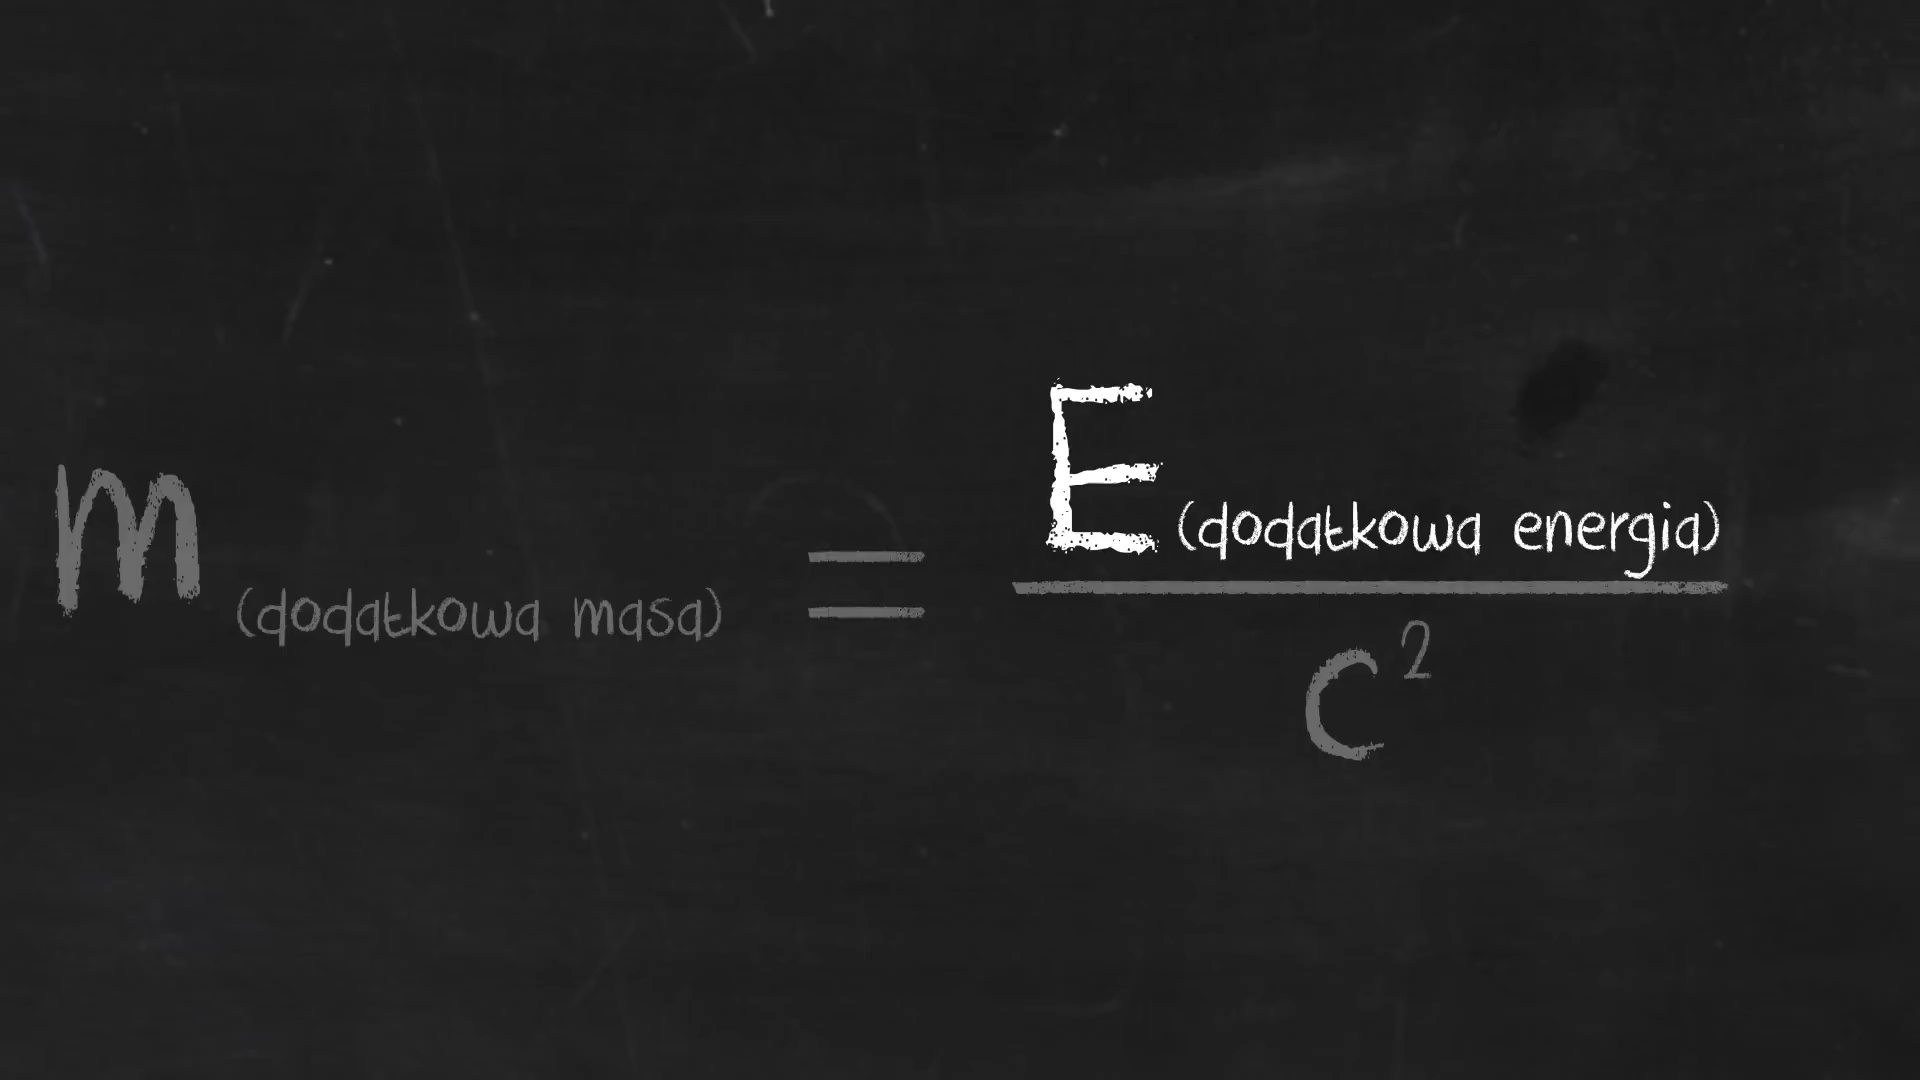 m (dodatkowa masa) = E (dodatkowa energia)
c²